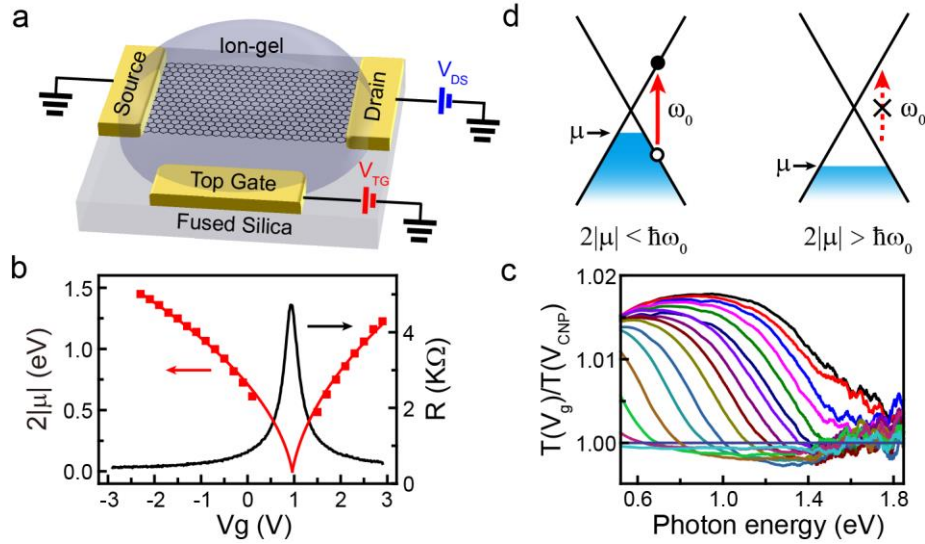 a
Ion-gel
Source
Drain
V_DS
Top Gate
V_TG
Fused Silica
b
2|μ| (eV)
1.5
1.0
0.5
0.0
4
2
0
R (KΩ)
-3 -2 -1 0 1 2 3
Vg (V)
d
μ
ω₀
μ
ω₀
2|μ| < ħω₀
2|μ| > ħω₀
c
T(V_g)/T(V_CNP)
1.02
1.01
1.00
0.6 1.0 1.4 1.8
Photon energy (eV)